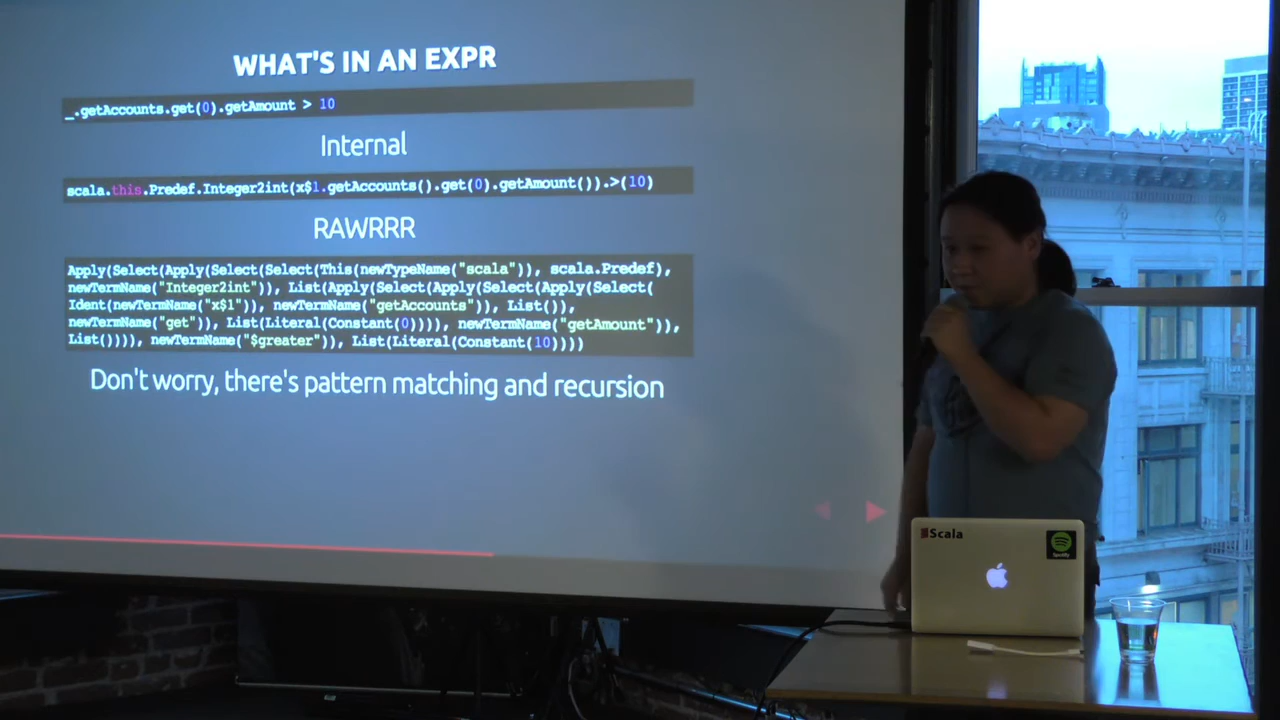 WHAT'S IN AN EXPR
_.getAccounts.get(0).getAmount > 10
Internal
scala.this.Predef.Integer2int(x$1.getAccounts().get(0).getAmount()).>(10)
RAWRRR
Apply(Select(Apply(Select(Select(This(newTypeName("scala")), scala.Predef),
newTermName("Integer2int")), List(Apply(Select(Apply(Select(Apply(Select(
Ident(newTermName("x$1")), newTermName("getAccounts")), List()),
newTermName("get")), List(Literal(Constant(0)))), newTermName("getAmount")),
List()))), newTermName("$greater")), List(Literal(Constant(10))))
Don't worry, there's pattern matching and recursion
Scala
Spotify